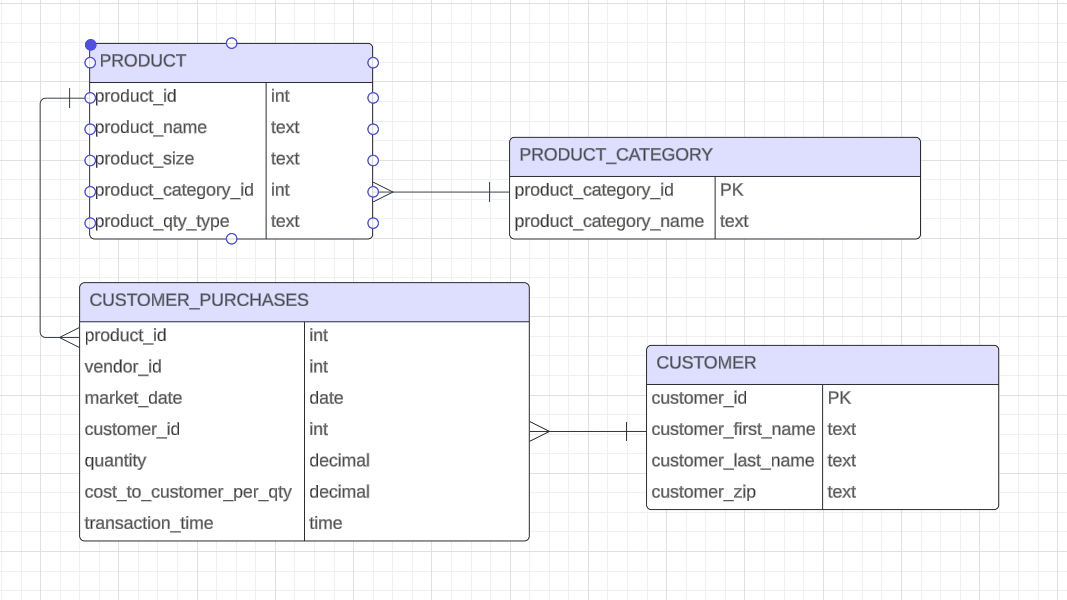 PRODUCT
product_id int
product_name text
product_size text
product_category_id int
product_qty_type text
PRODUCT_CATEGORY
product_category_id PK
product_category_name text
CUSTOMER_PURCHASES
product_id int
vendor_id int
market_date date
customer_id int
quantity decimal
cost_to_customer_per_qty decimal
transaction_time time
CUSTOMER
customer_id PK
customer_first_name text
customer_last_name text
customer_zip text